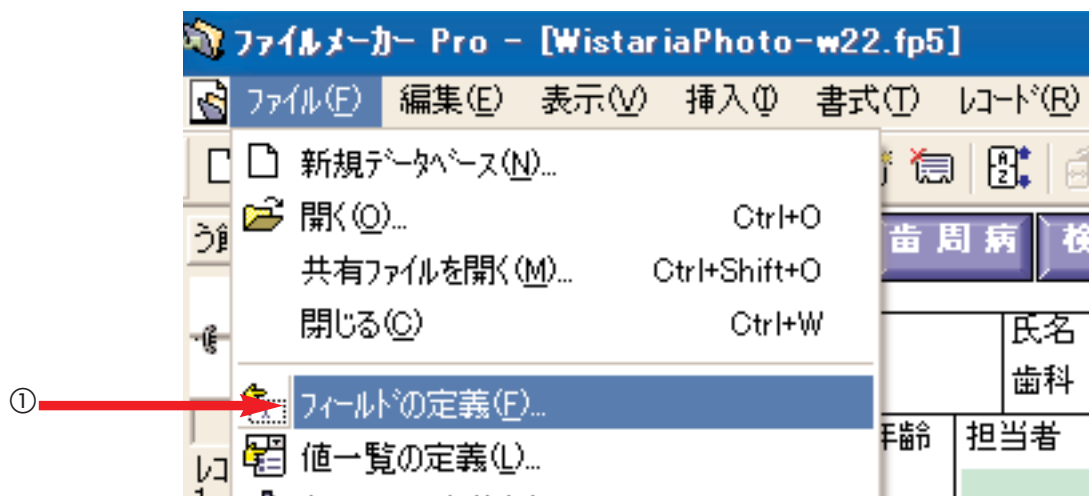 ファイルメーカー Pro - [WistariaPhoto-w22.fp5]
ファイル(F) 編集(E) 表示(V) 挿入(I) 書式(T) レコード(R)
新規データベース(N)...
開く(O)... Ctrl+O
共有ファイルを開く(M)... Ctrl+Shift+O
閉じる(C) Ctrl+W
歯周病 検
氏名
歯科
① フィールドの定義(F)...
年齢 担当者
値一覧の定義(L)...
レコ